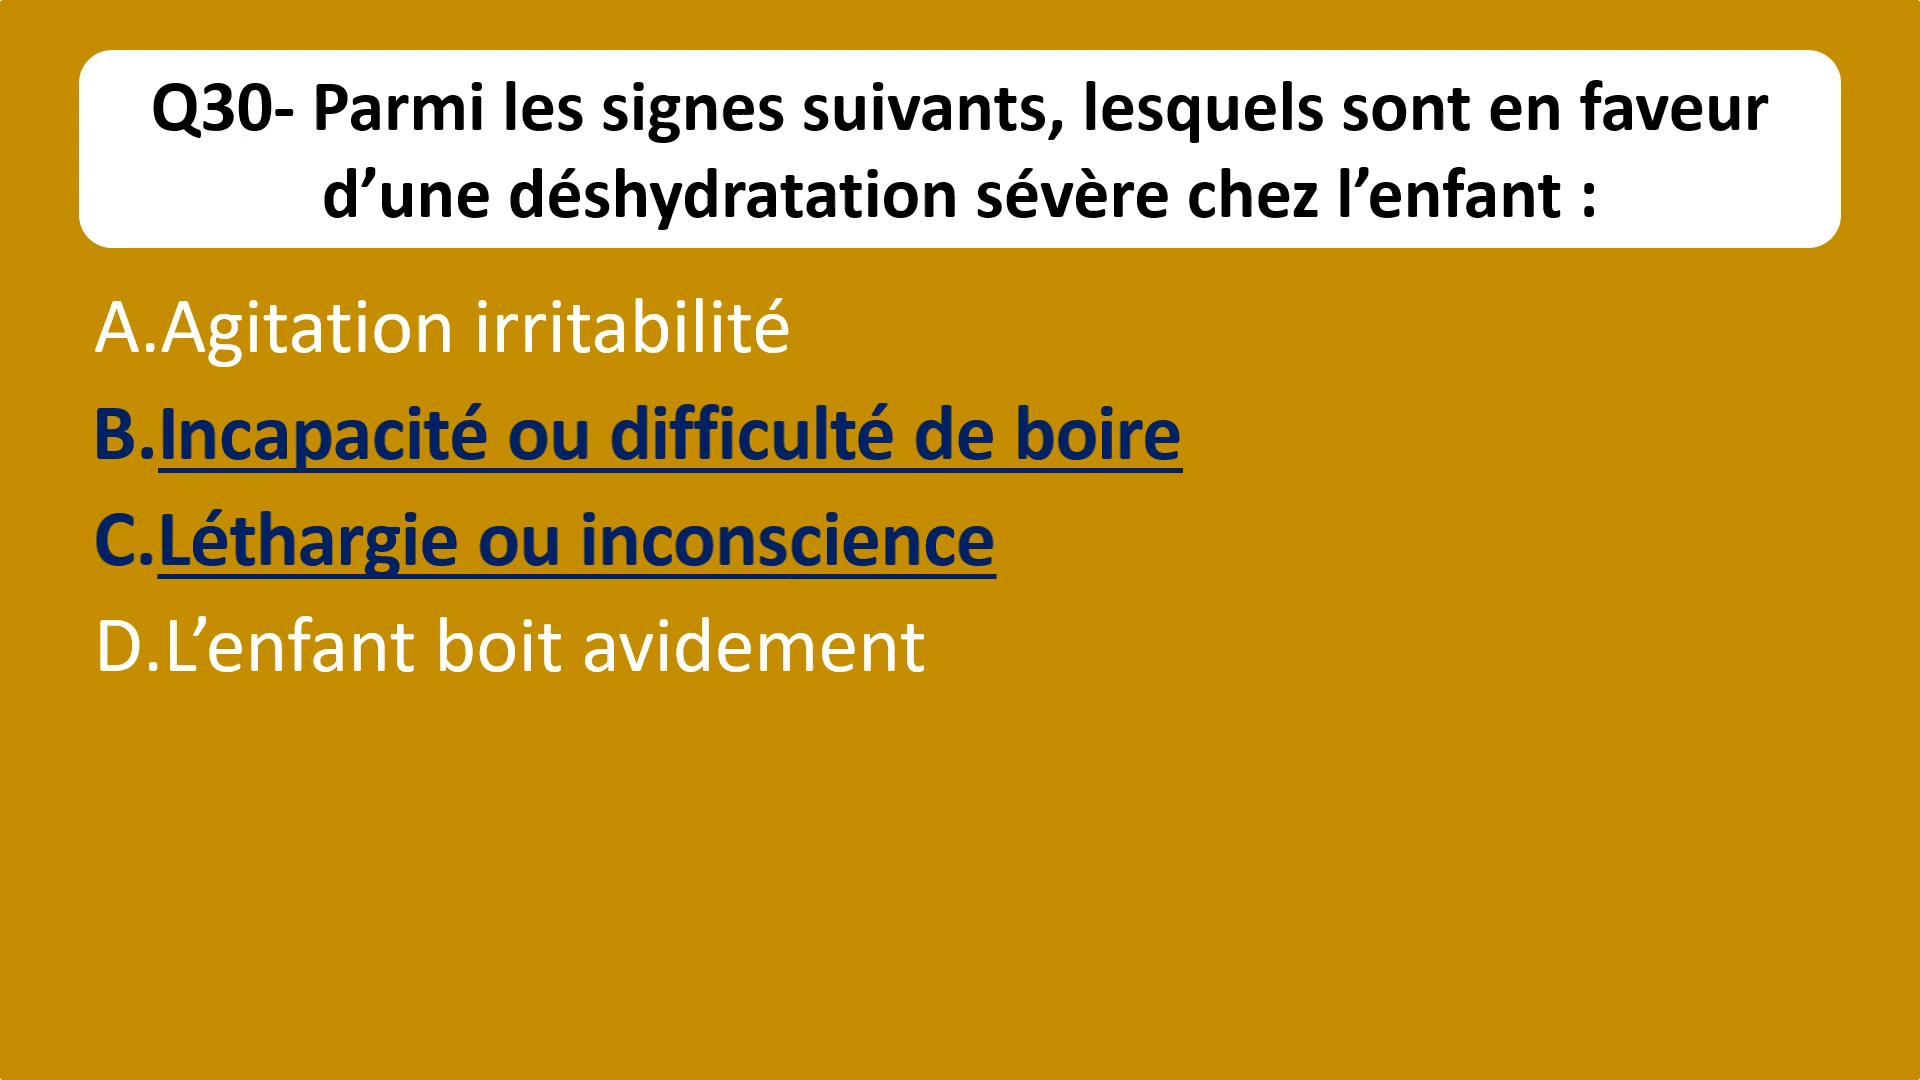 Q30- Parmi les signes suivants, lesquels sont en faveur
d’une déshydratation sévère chez l’enfant :
A.Agitation irritabilité
B.Incapacité ou difficulté de boire
C.Léthargie ou inconscience
D.L’enfant boit avidement